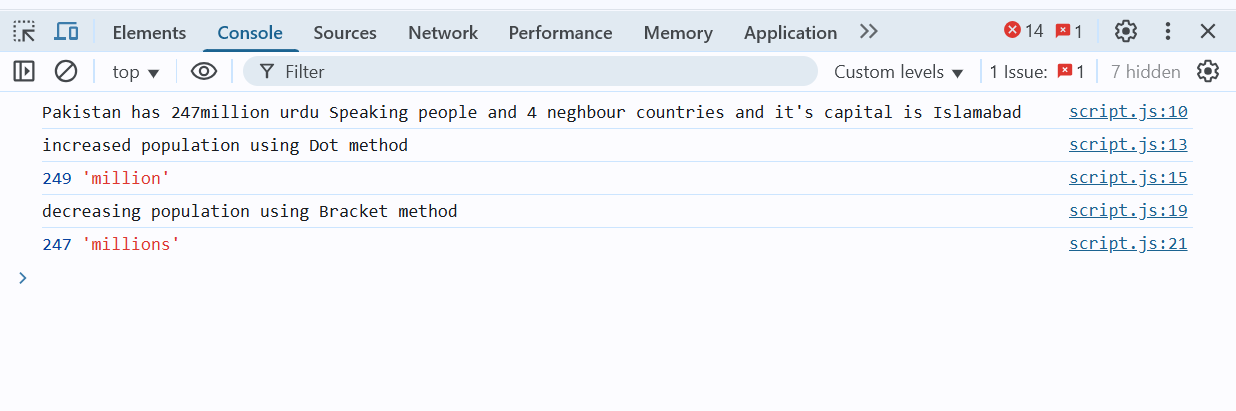 Elements Console Sources Network Performance Memory Application 14 1
top Filter Custom levels 1 Issue: 1 7 hidden
Pakistan has 247million urdu Speaking people and 4 neghbour countries and it's capital is Islamabad script.js:10
increased population using Dot method script.js:13
249 'million' script.js:15
decreasing population using Bracket method script.js:19
247 'millions' script.js:21